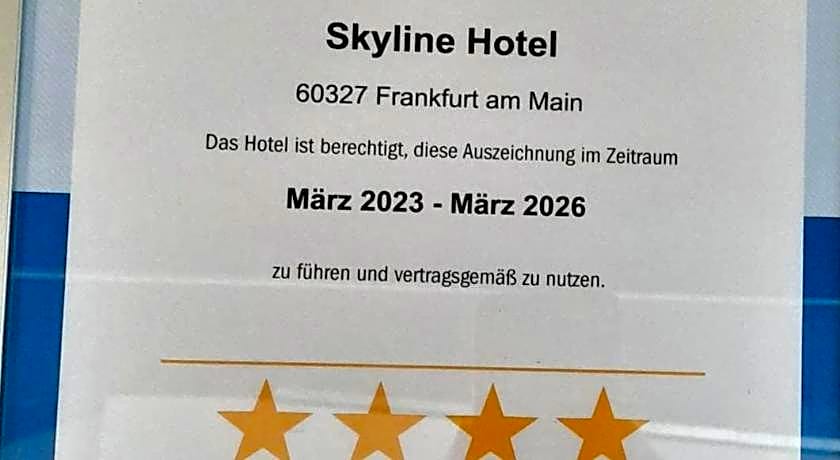 Skyline Hotel
60327 Frankfurt am Main
Das Hotel ist berechtigt, diese Auszeichnung im Zeitraum
März 2023 - März 2026
zu führen und vertragsgemäß zu nutzen.